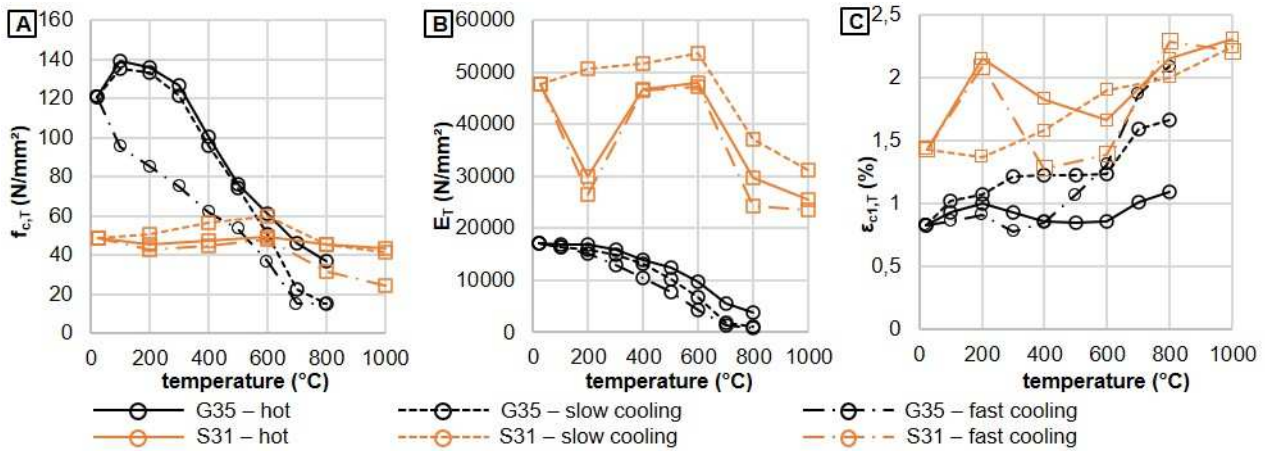 A
f_c,T (N/mm²)
160
140
120
100
80
60
40
20
0
0 200 400 600 800 1000
temperature (°C)
B
E_T (N/mm²)
60000
50000
40000
30000
20000
10000
0
0 200 400 600 800 1000
temperature (°C)
C
ε_c1,T (%)
2,5
2
1,5
1
0,5
0
0 200 400 600 800 1000
temperature (°C)
G35 – hot
G35 – slow cooling
G35 – fast cooling
S31 – hot
S31 – slow cooling
S31 – fast cooling